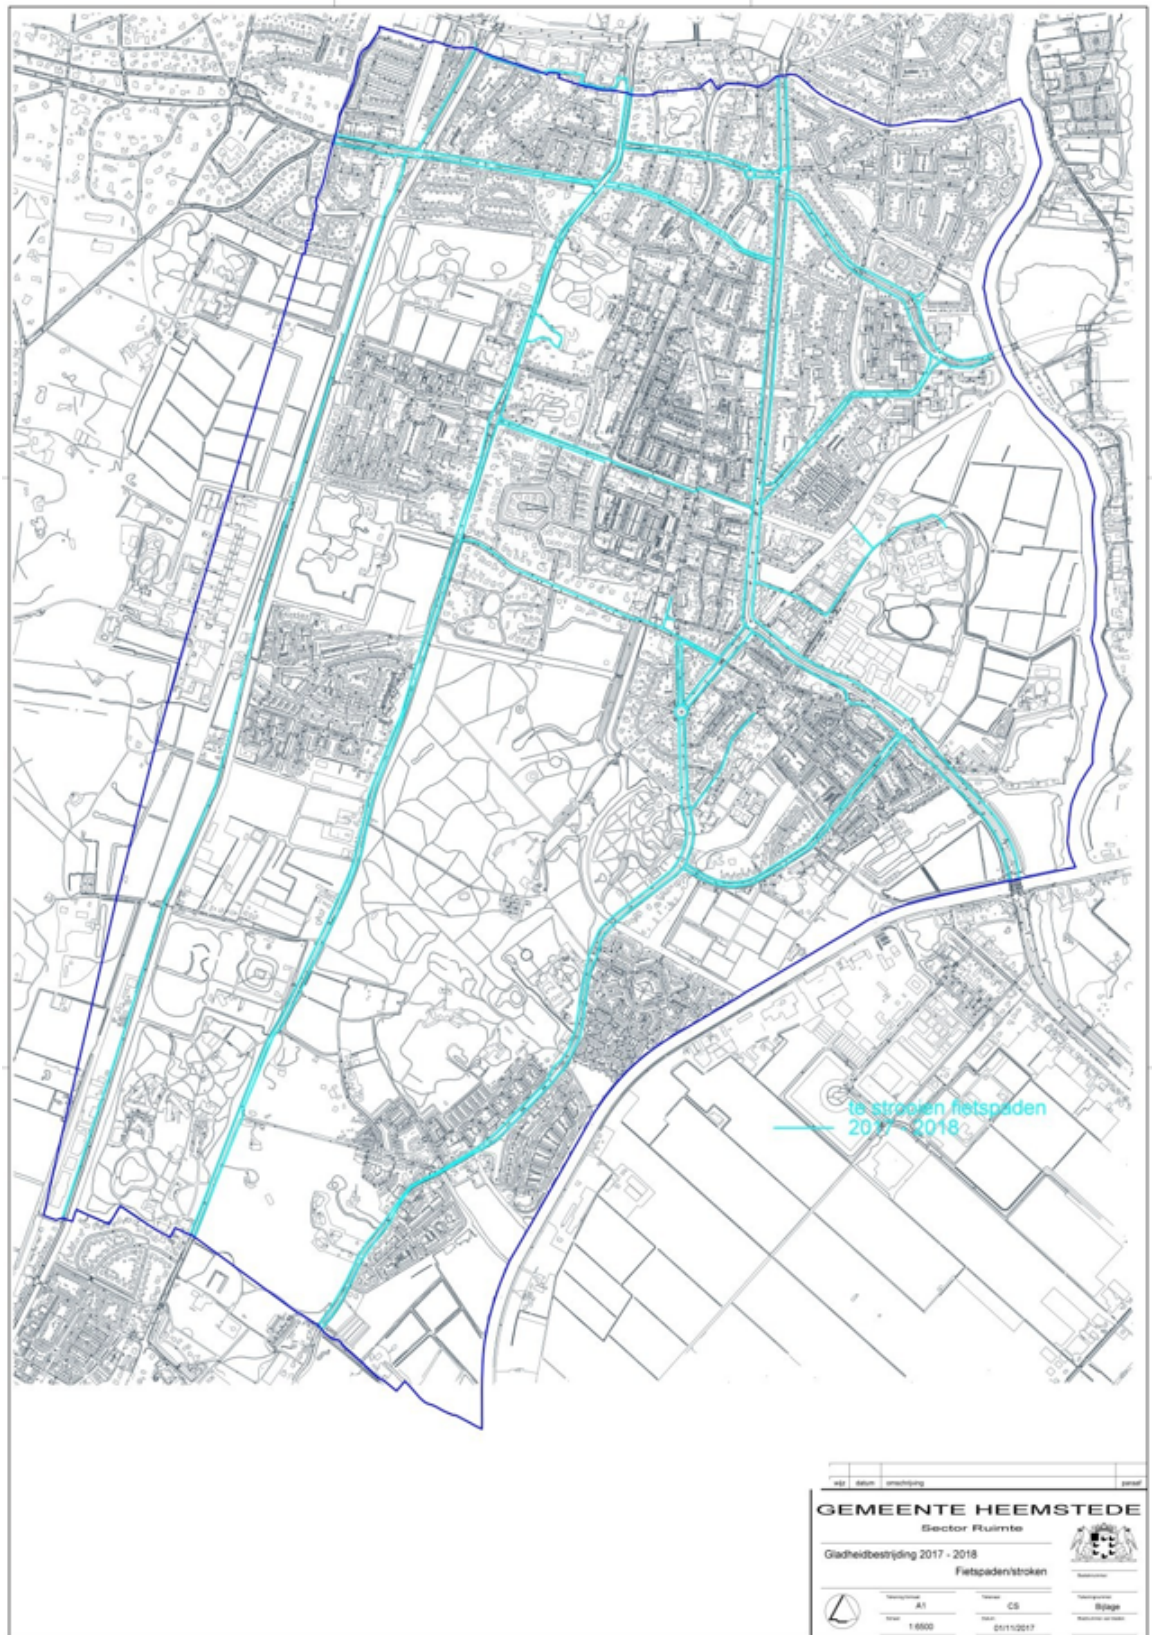 te strooien fietspaden
2017 - 2018
wijz datum omschrijving paraaf
GEMEENTE HEEMSTEDE
Sector Ruimte
Gladheidbestrijding 2017 - 2018
Fietspaden/stroken
A1
CS
Bijlage
1:6500
01/11/2017